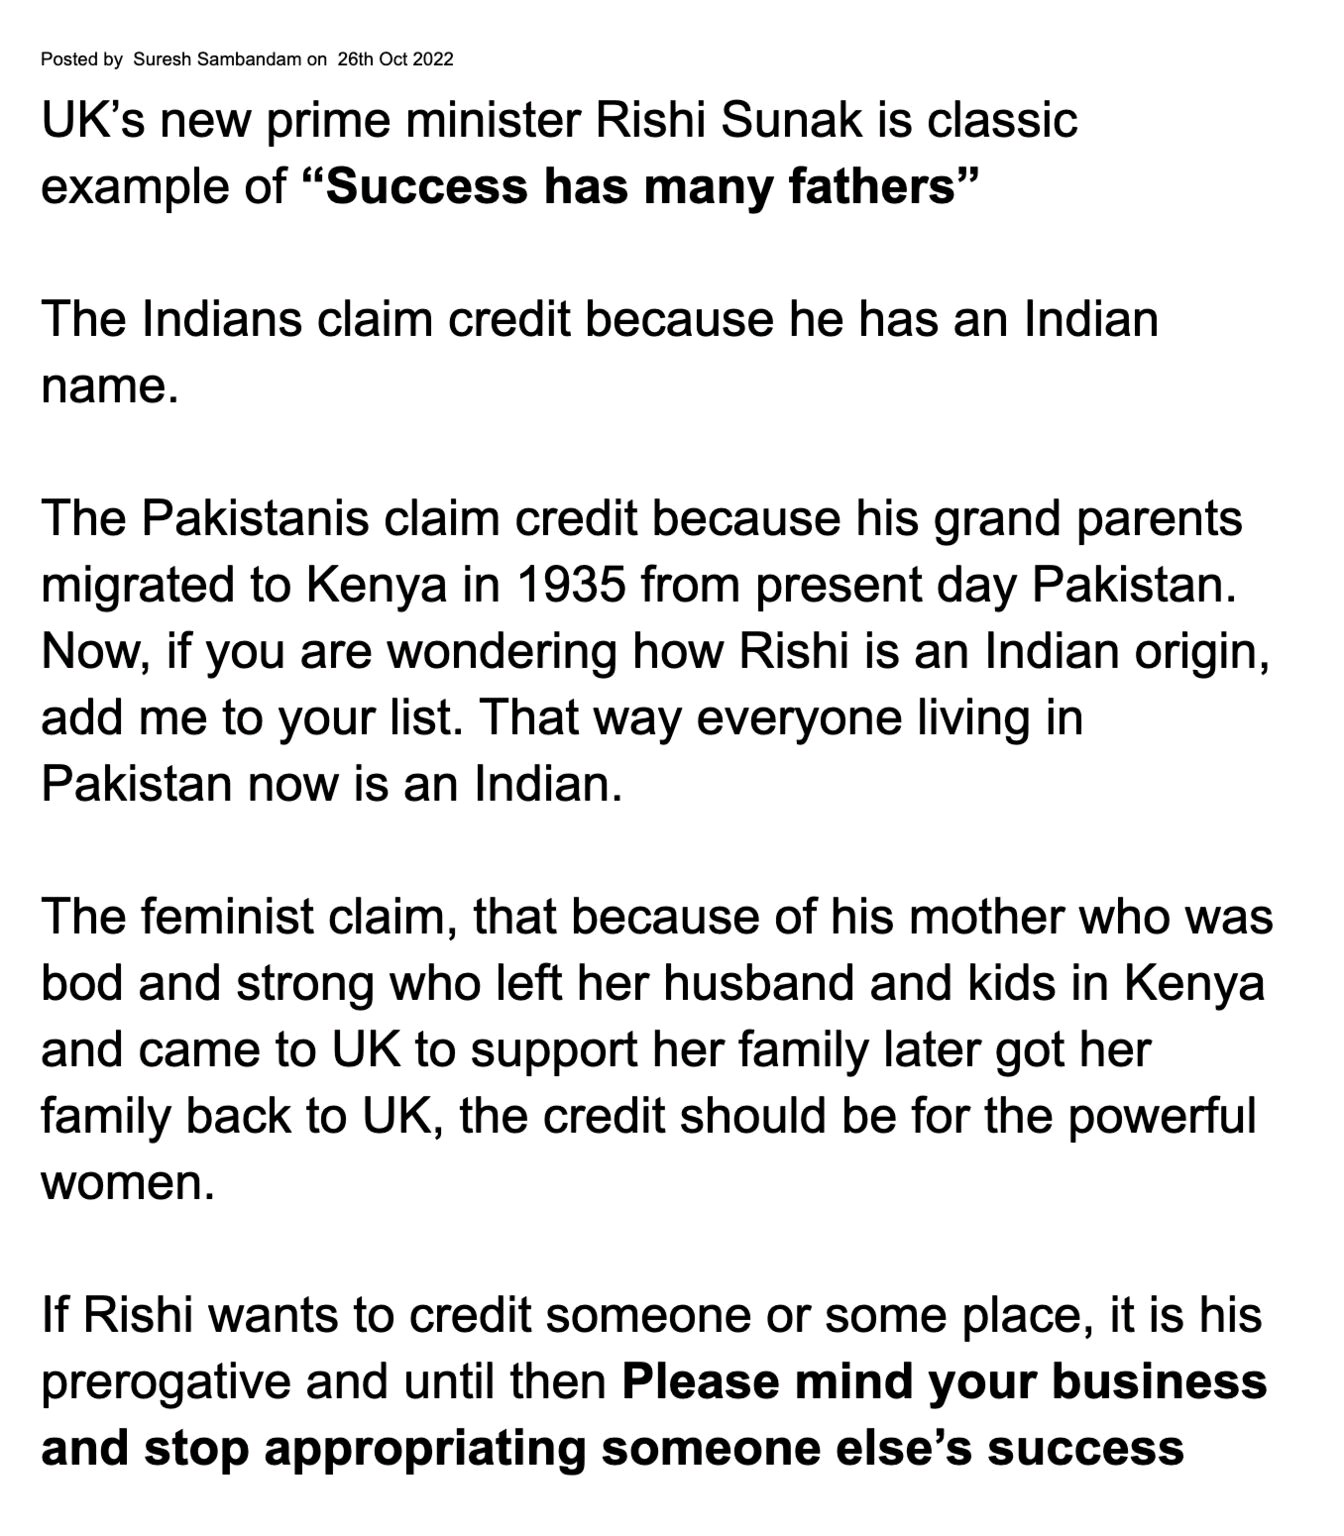 Posted by  Suresh Sambandam on  26th Oct 2022
UK’s new prime minister Rishi Sunak is classic
example of “Success has many fathers”
The Indians claim credit because he has an Indian
name.
The Pakistanis claim credit because his grand parents
migrated to Kenya in 1935 from present day Pakistan.
Now, if you are wondering how Rishi is an Indian origin,
add me to your list. That way everyone living in
Pakistan now is an Indian.
The feminist claim, that because of his mother who was
bod and strong who left her husband and kids in Kenya
and came to UK to support her family later got her
family back to UK, the credit should be for the powerful
women.
If Rishi wants to credit someone or some place, it is his
prerogative and until then Please mind your business
and stop appropriating someone else’s success